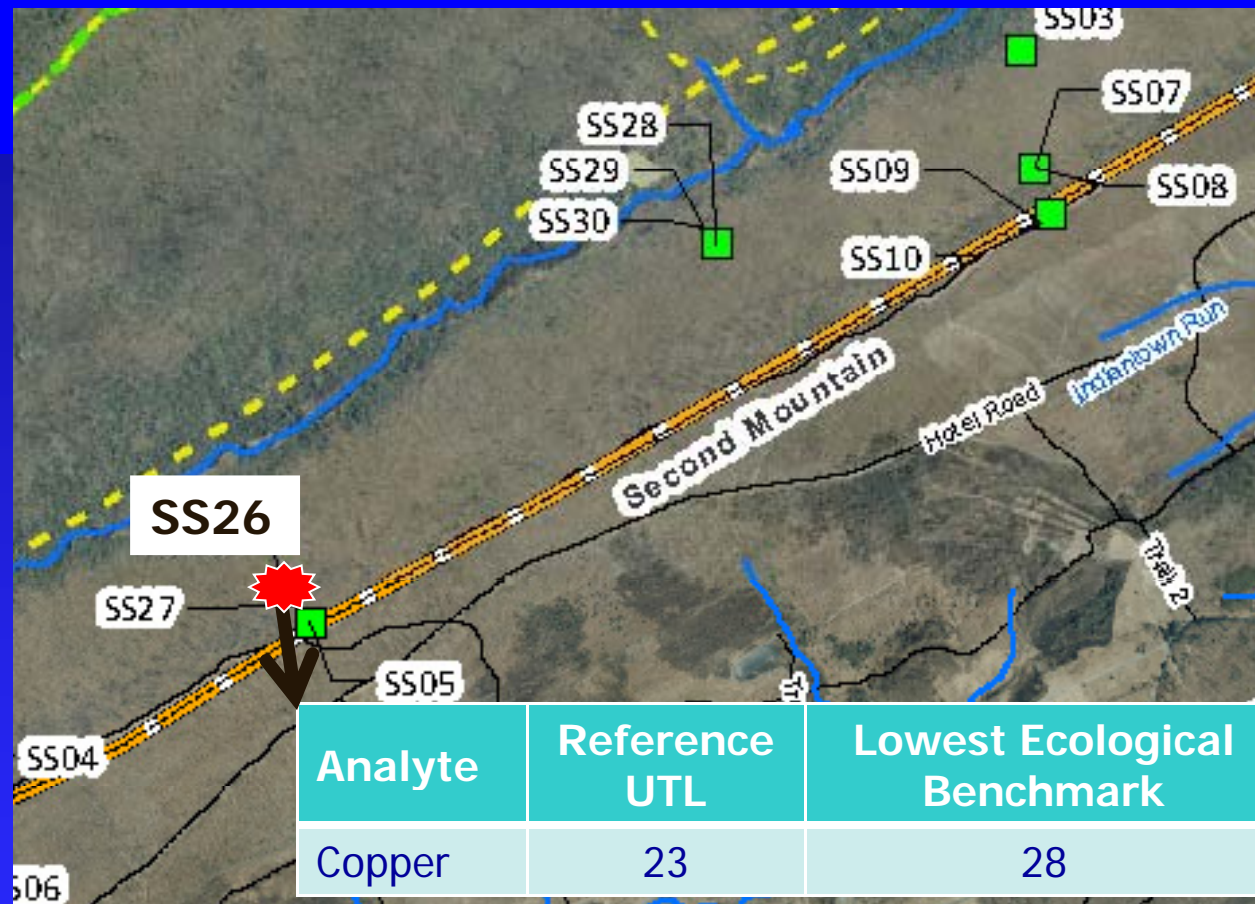 SS03
SS07
SS28
SS29
SS09
SS08
SS30
SS10
Indiantown Run
Second Mountain
Hotel Road
SS26
Trail 2
SS27
SS05
SS04
Analyte
Reference
UTL
Lowest Ecological
Benchmark
Copper
23
28